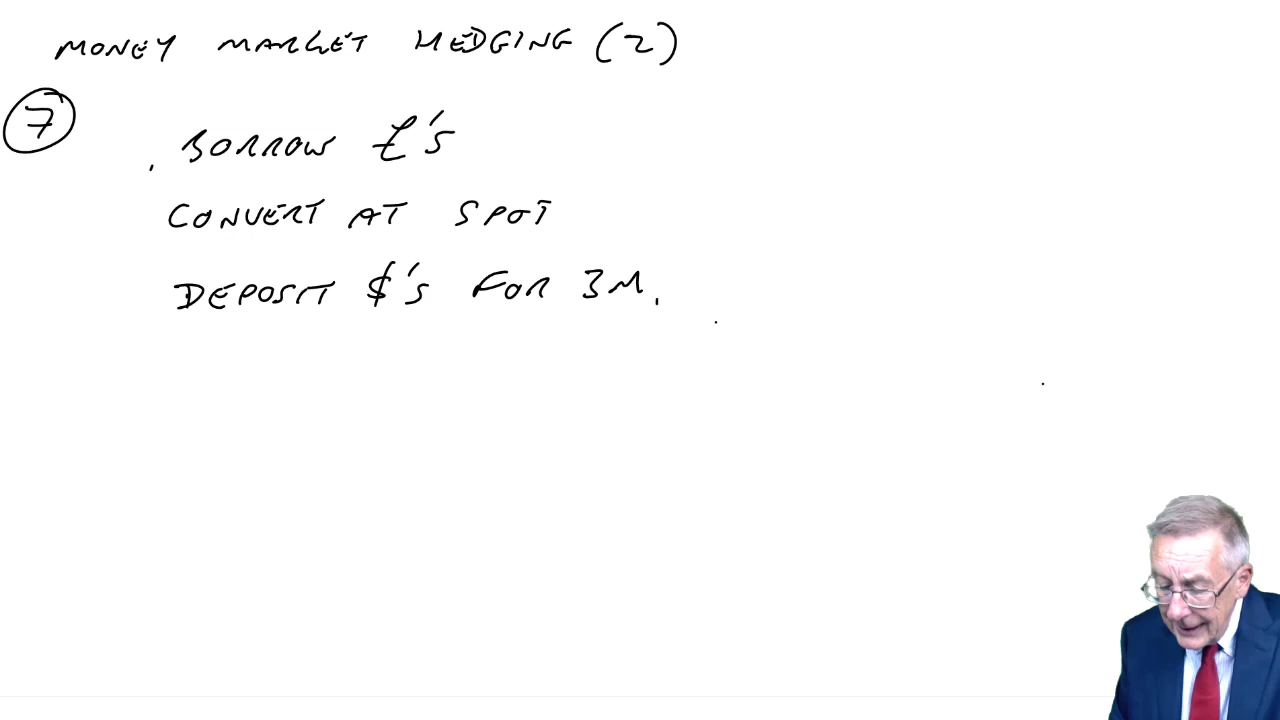 MONEY MARKET HEDGING (2)
7
BORROW £'S
CONVERT AT SPOT
DEPOSIT $'S FOR 3M.